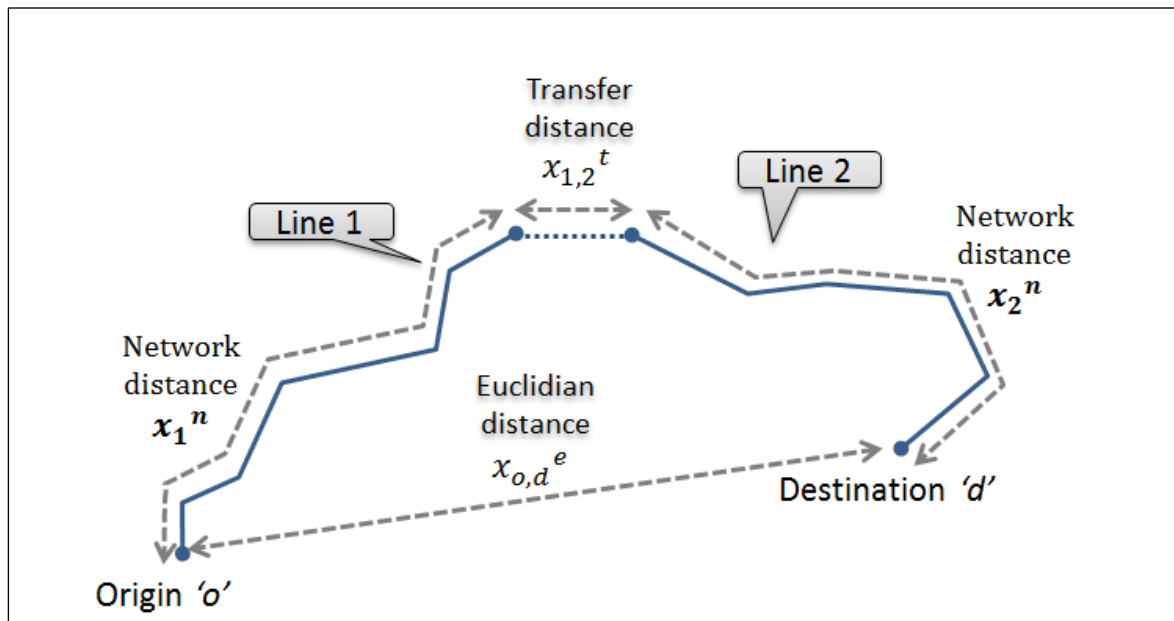 Transfer
distance
x₁,₂ᵗ
Line 2
Line 1
Network
distance
x₂ⁿ
Network
distance
x₁ⁿ
Euclidian
distance
xₒ,dᵉ
Destination ‘d’
Origin ‘o’